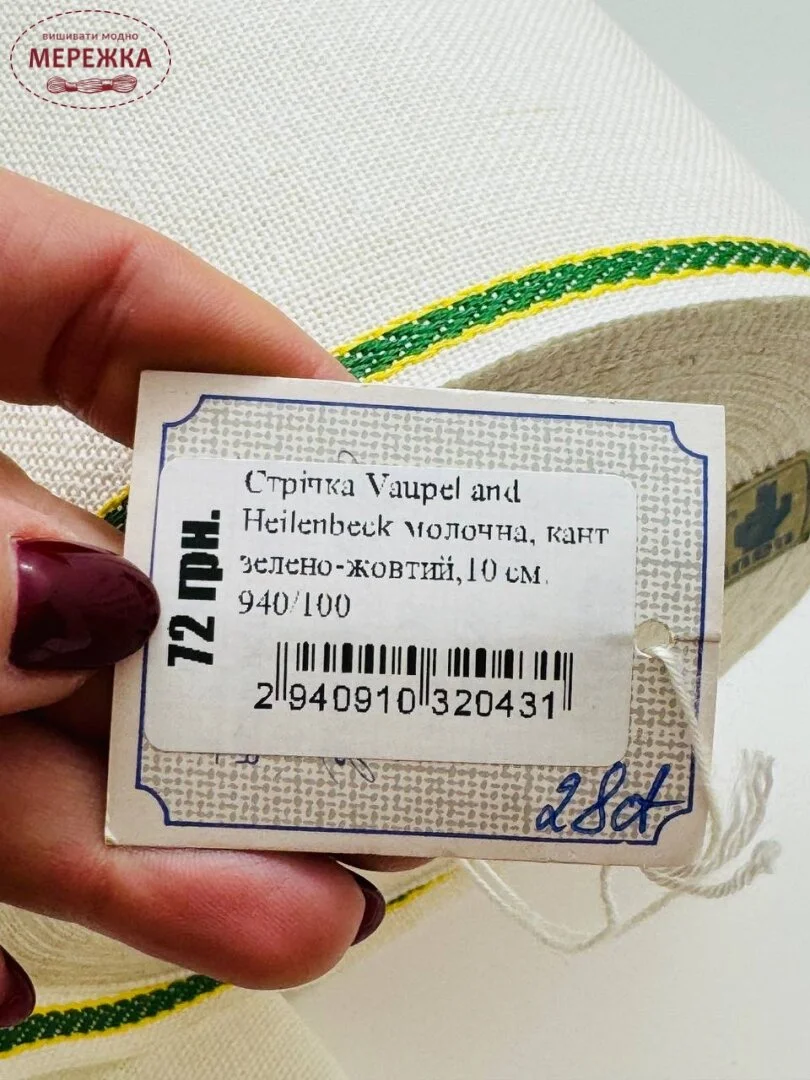 вишивати модно
МЕРЕЖКА
Стрічка Vaupel and
Heilenbeck молочна, кант
зелено-жовтий,10 см.
940/100
72 грн.
2 940910 320431
28ct